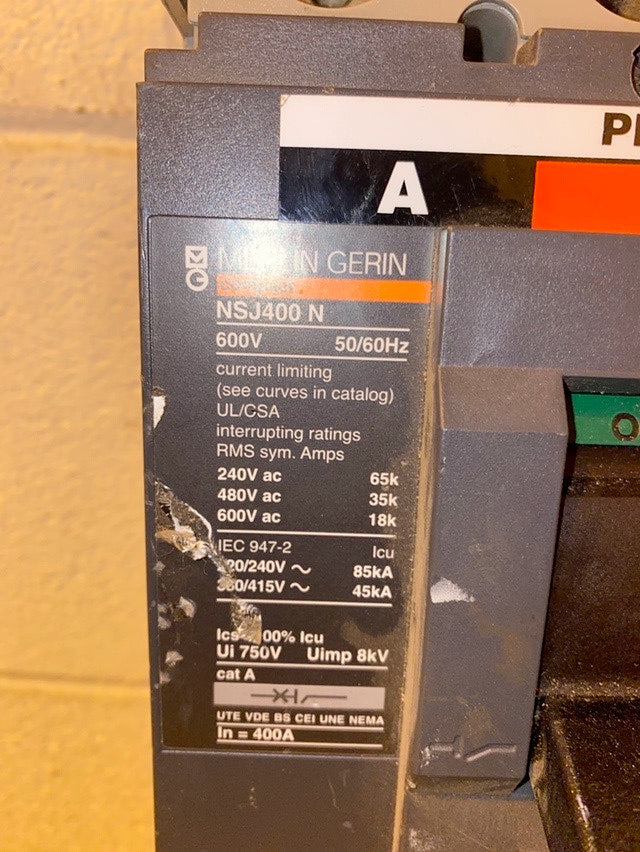 A
GERIN
NSJ400 N
600V 50/60Hz
current limiting
(see curves in catalog)
UL/CSA
interrupting ratings
RMS sym. Amps
240V ac 65k
480V ac 35k
600V ac 18k
IEC 947-2 Icu
85kA
45kA
Icu
Ui 750V Uimp 8kV
cat A
UTE VDE BS CEI UNE NEMA
In = 400A
O